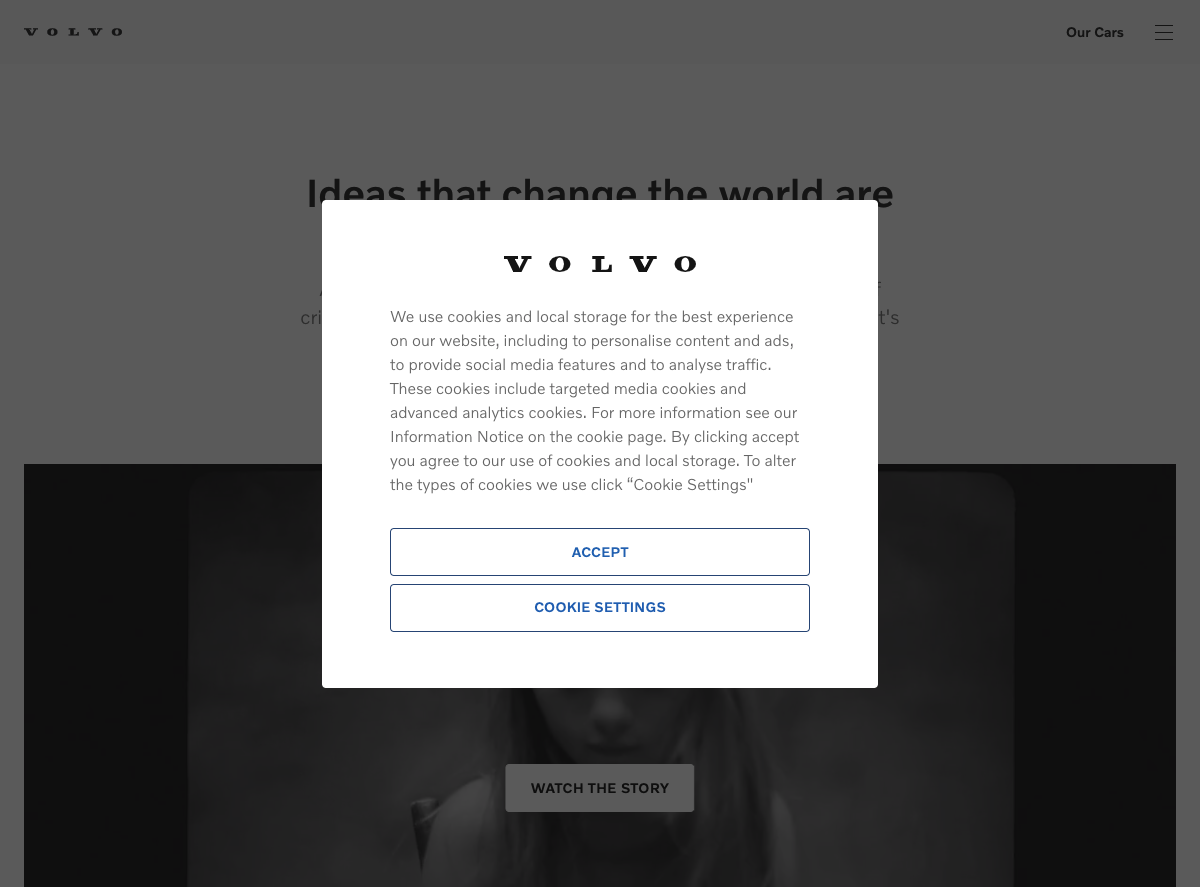 VOLVO
Our Cars
Ideas that change the world are
VOLVO
We use cookies and local storage for the best experience
on our website, including to personalise content and ads,
to provide social media features and to analyse traffic.
These cookies include targeted media cookies and
advanced analytics cookies. For more information see our
Information Notice on the cookie page. By clicking accept
you agree to our use of cookies and local storage. To alter
the types of cookies we use click “Cookie Settings"
ACCEPT
COOKIE SETTINGS
WATCH THE STORY